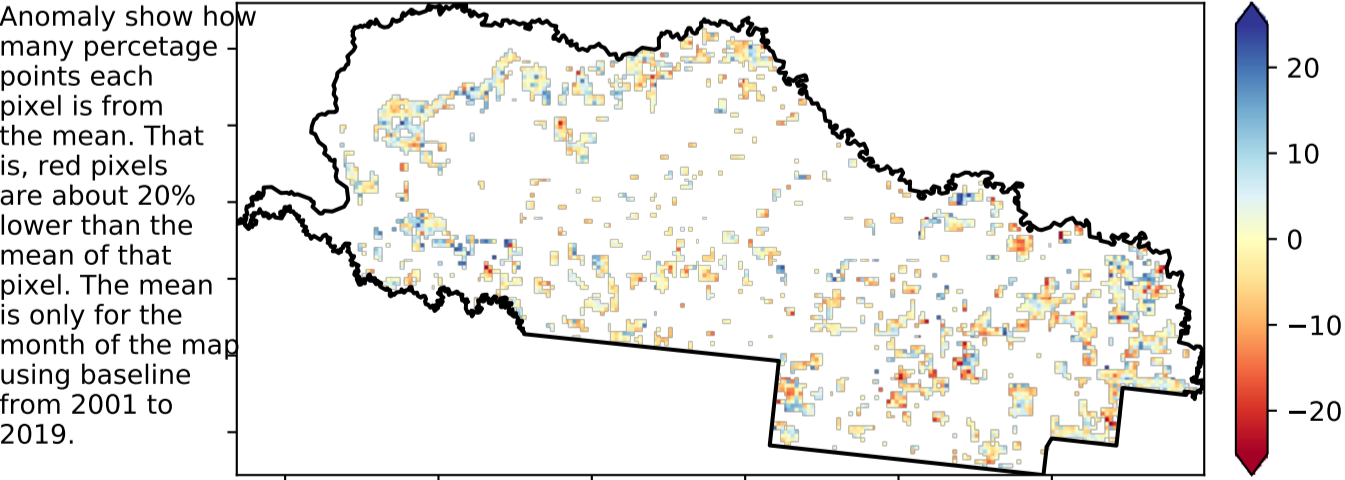 Anomaly show how
many percetage
points each
pixel is from
the mean. That
is, red pixels
are about 20%
lower than the
mean of that
pixel. The mean
is only for the
month of the map
using baseline
from 2001 to
2019.
20
10
0
−10
−20